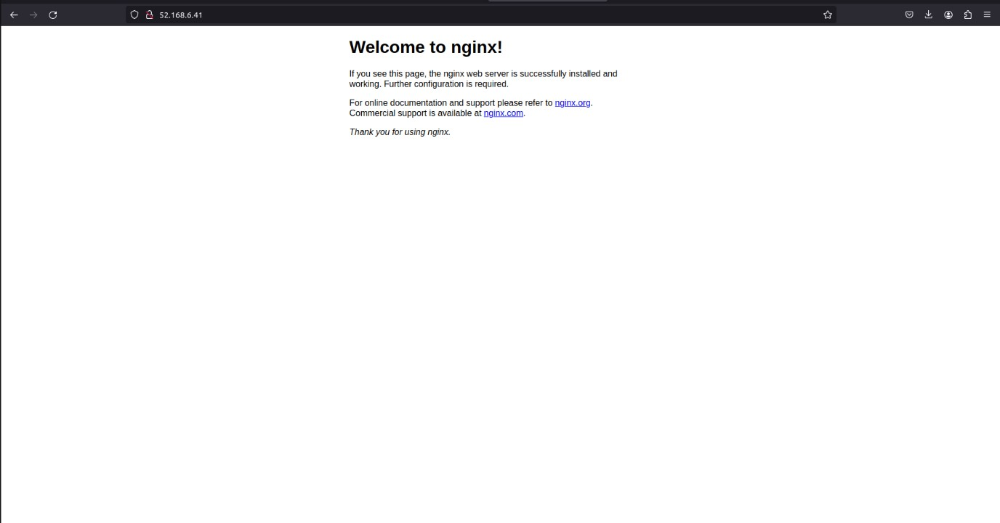 52.168.6.41
Welcome to nginx!
If you see this page, the nginx web server is successfully installed and
working. Further configuration is required.
For online documentation and support please refer to nginx.org.
Commercial support is available at nginx.com.
Thank you for using nginx.